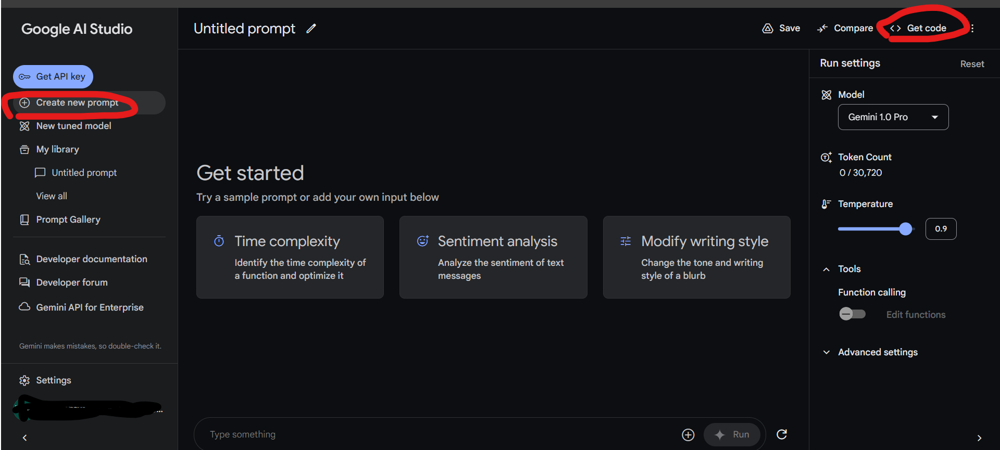 Google AI Studio
Get API key
Create new prompt
New tuned model
My library
Untitled prompt
View all
Prompt Gallery
Developer documentation
Developer forum
Gemini API for Enterprise
Gemini makes mistakes, so double-check it.
Settings
Untitled prompt
Save
Compare
Get code
Get started
Try a sample prompt or add your own input below
Time complexity
Identify the time complexity of
a function and optimize it
Sentiment analysis
Analyze the sentiment of text
messages
Modify writing style
Change the tone and writing
style of a blurb
Type something
Run
Run settings
Reset
Model
Gemini 1.0 Pro
Token Count
0 / 30,720
Temperature
0.9
Tools
Function calling
Edit functions
Advanced settings